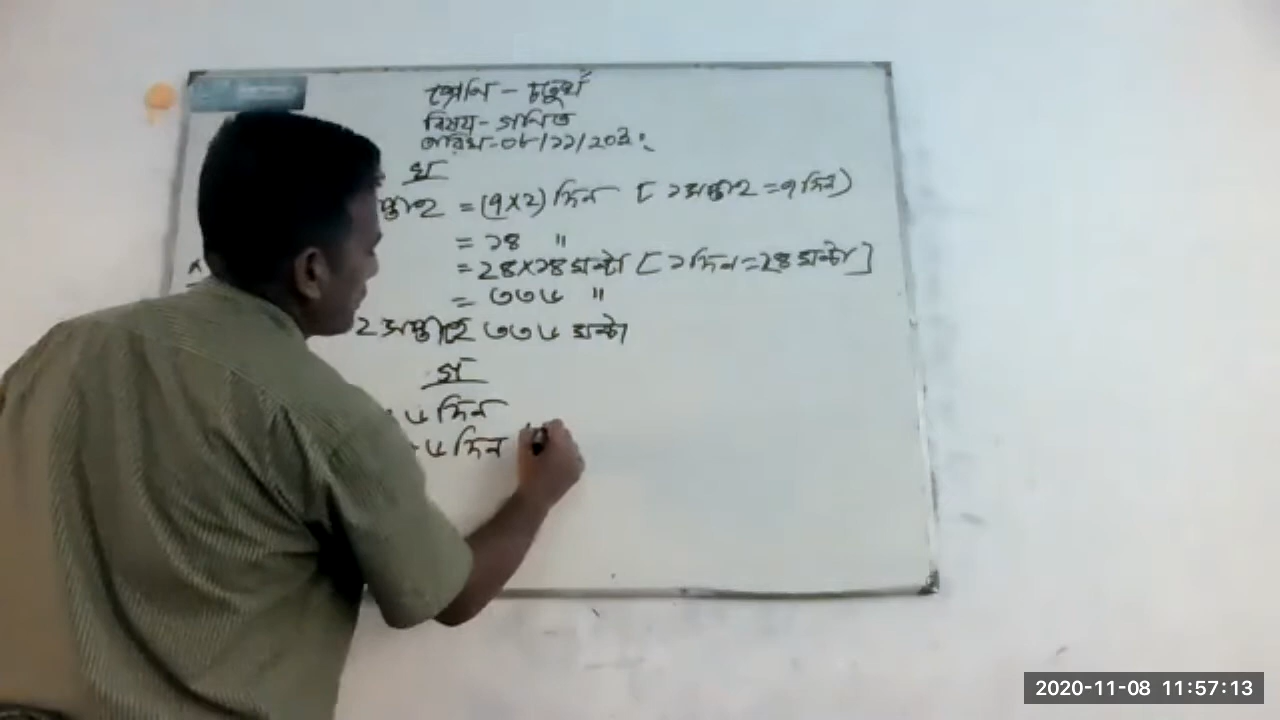 শ্রেণি - চতুর্থ
বিষয় - গণিত
তারিখ - ০৮/১১/২০২০
খ
সপ্তাহ = (৭×২) দিন [ ১ সপ্তাহ = ৭ দিন)
= ১৪ "
= ২৪×১৪ ঘন্টা [ ১ দিন = ২৪ ঘন্টা ]
= ৩৩৬ "
২ সপ্তাহ ৩৩৬ ঘন্টা
গ
৬ দিন
৬ দিন
2020-11-08 11:57:13